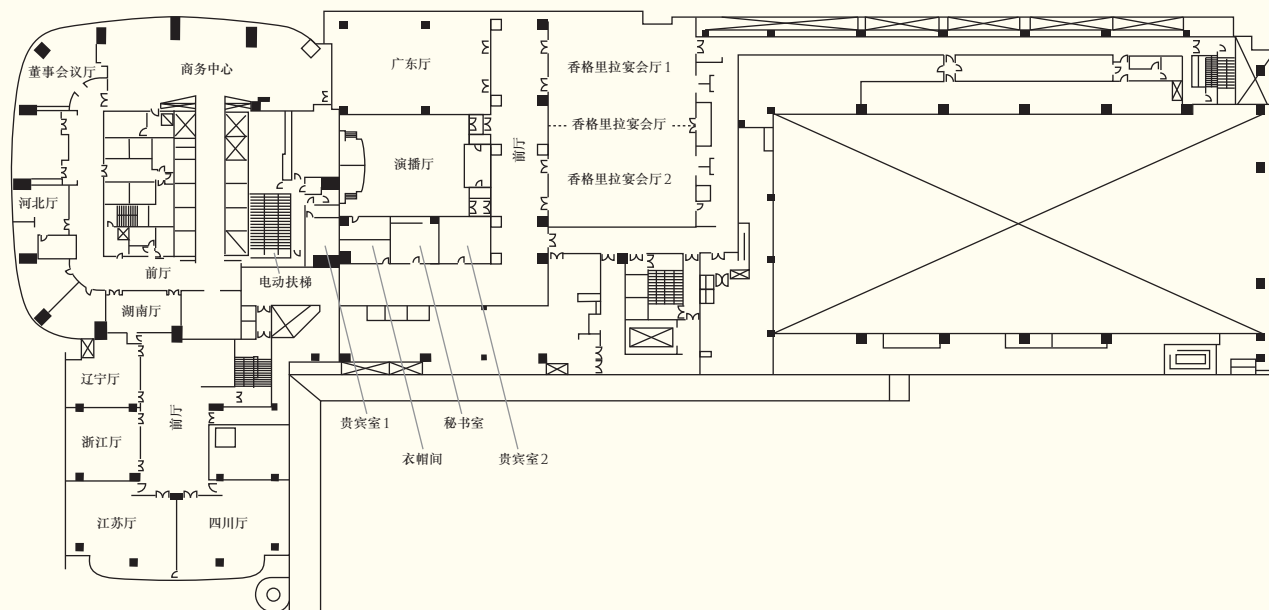 董事会议厅
商务中心
广东厅
香格里拉宴会厅1
香格里拉宴会厅
前厅
演播厅
香格里拉宴会厅2
河北厅
前厅
电动扶梯
湖南厅
辽宁厅
前厅
贵宾室1
秘书室
浙江厅
衣帽间
贵宾室2
江苏厅
四川厅